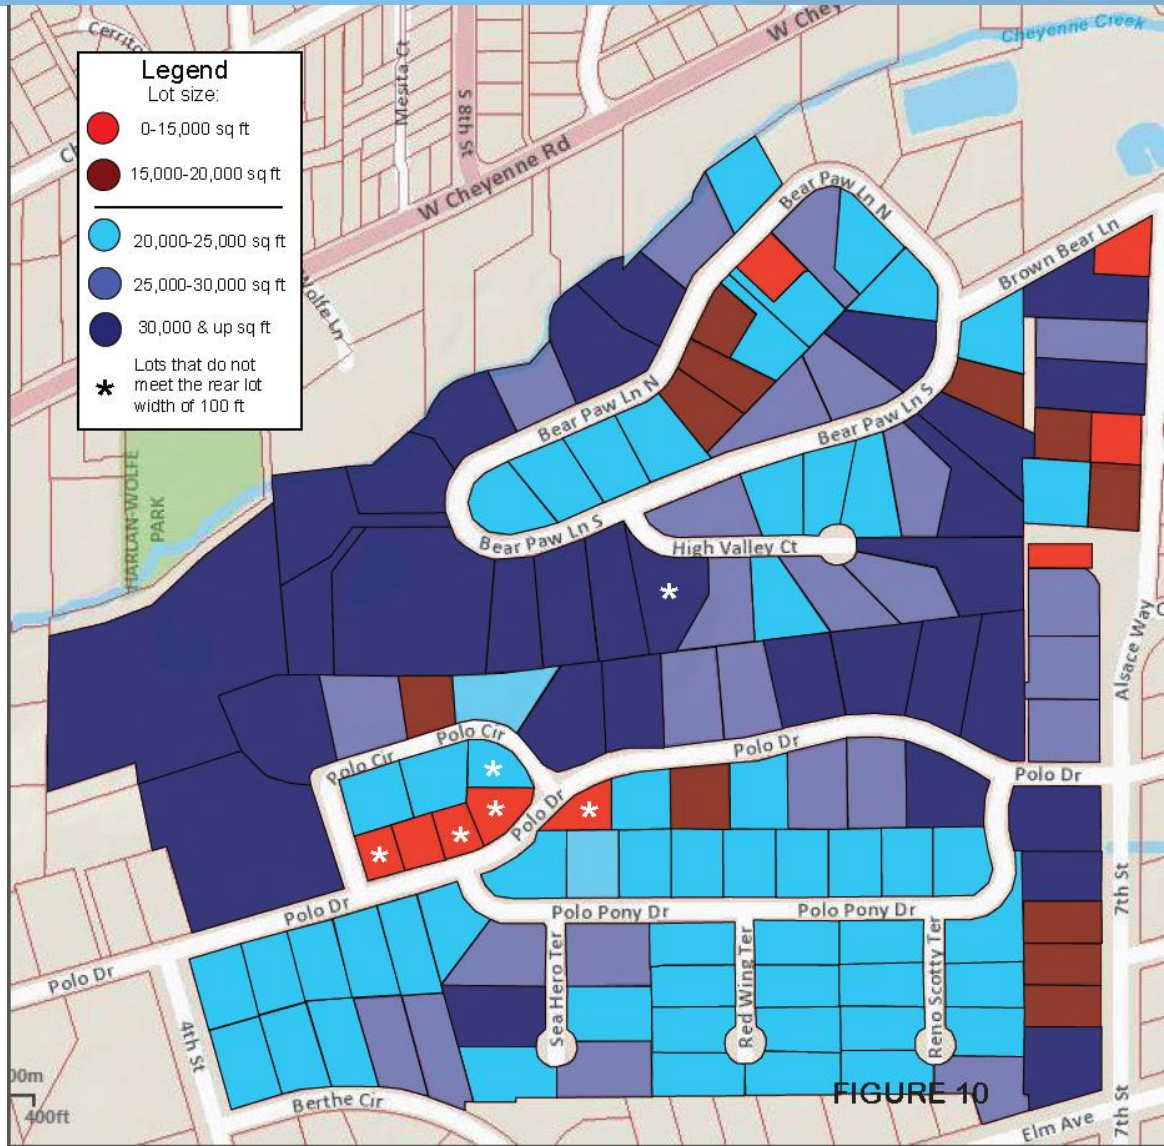 Cheyenne Creek
W Chey
Cerrito
Mesita Ct
S 8th St
W Cheyenne Rd
Ch
Wolfe Ln
Legend
Lot size:
0-15,000 sq ft
15,000-20,000 sq ft
20,000-25,000 sq ft
25,000-30,000 sq ft
30,000 & up sq ft
Lots that do not
meet the rear lot
width of 100 ft
*
HARLAN-WOLFE
PARK
Bear Paw Ln N
Brown Bear Ln
Bear Paw Ln N
Bear Paw Ln S
Bear Paw Ln S
High Valley Ct
*
Alsace Way
Polo Cir
Polo Cir
Polo Dr
Polo Dr
*
*
*
*
*
Polo Dr
Polo Dr
Polo Dr
Polo Pony Dr
Polo Pony Dr
7th St
Sea Hero Ter
Red Wing Ter
Reno Scotty Ter
4th St
Berthe Cir
FIGURE 10
00m
400ft
Elm Ave
7th St